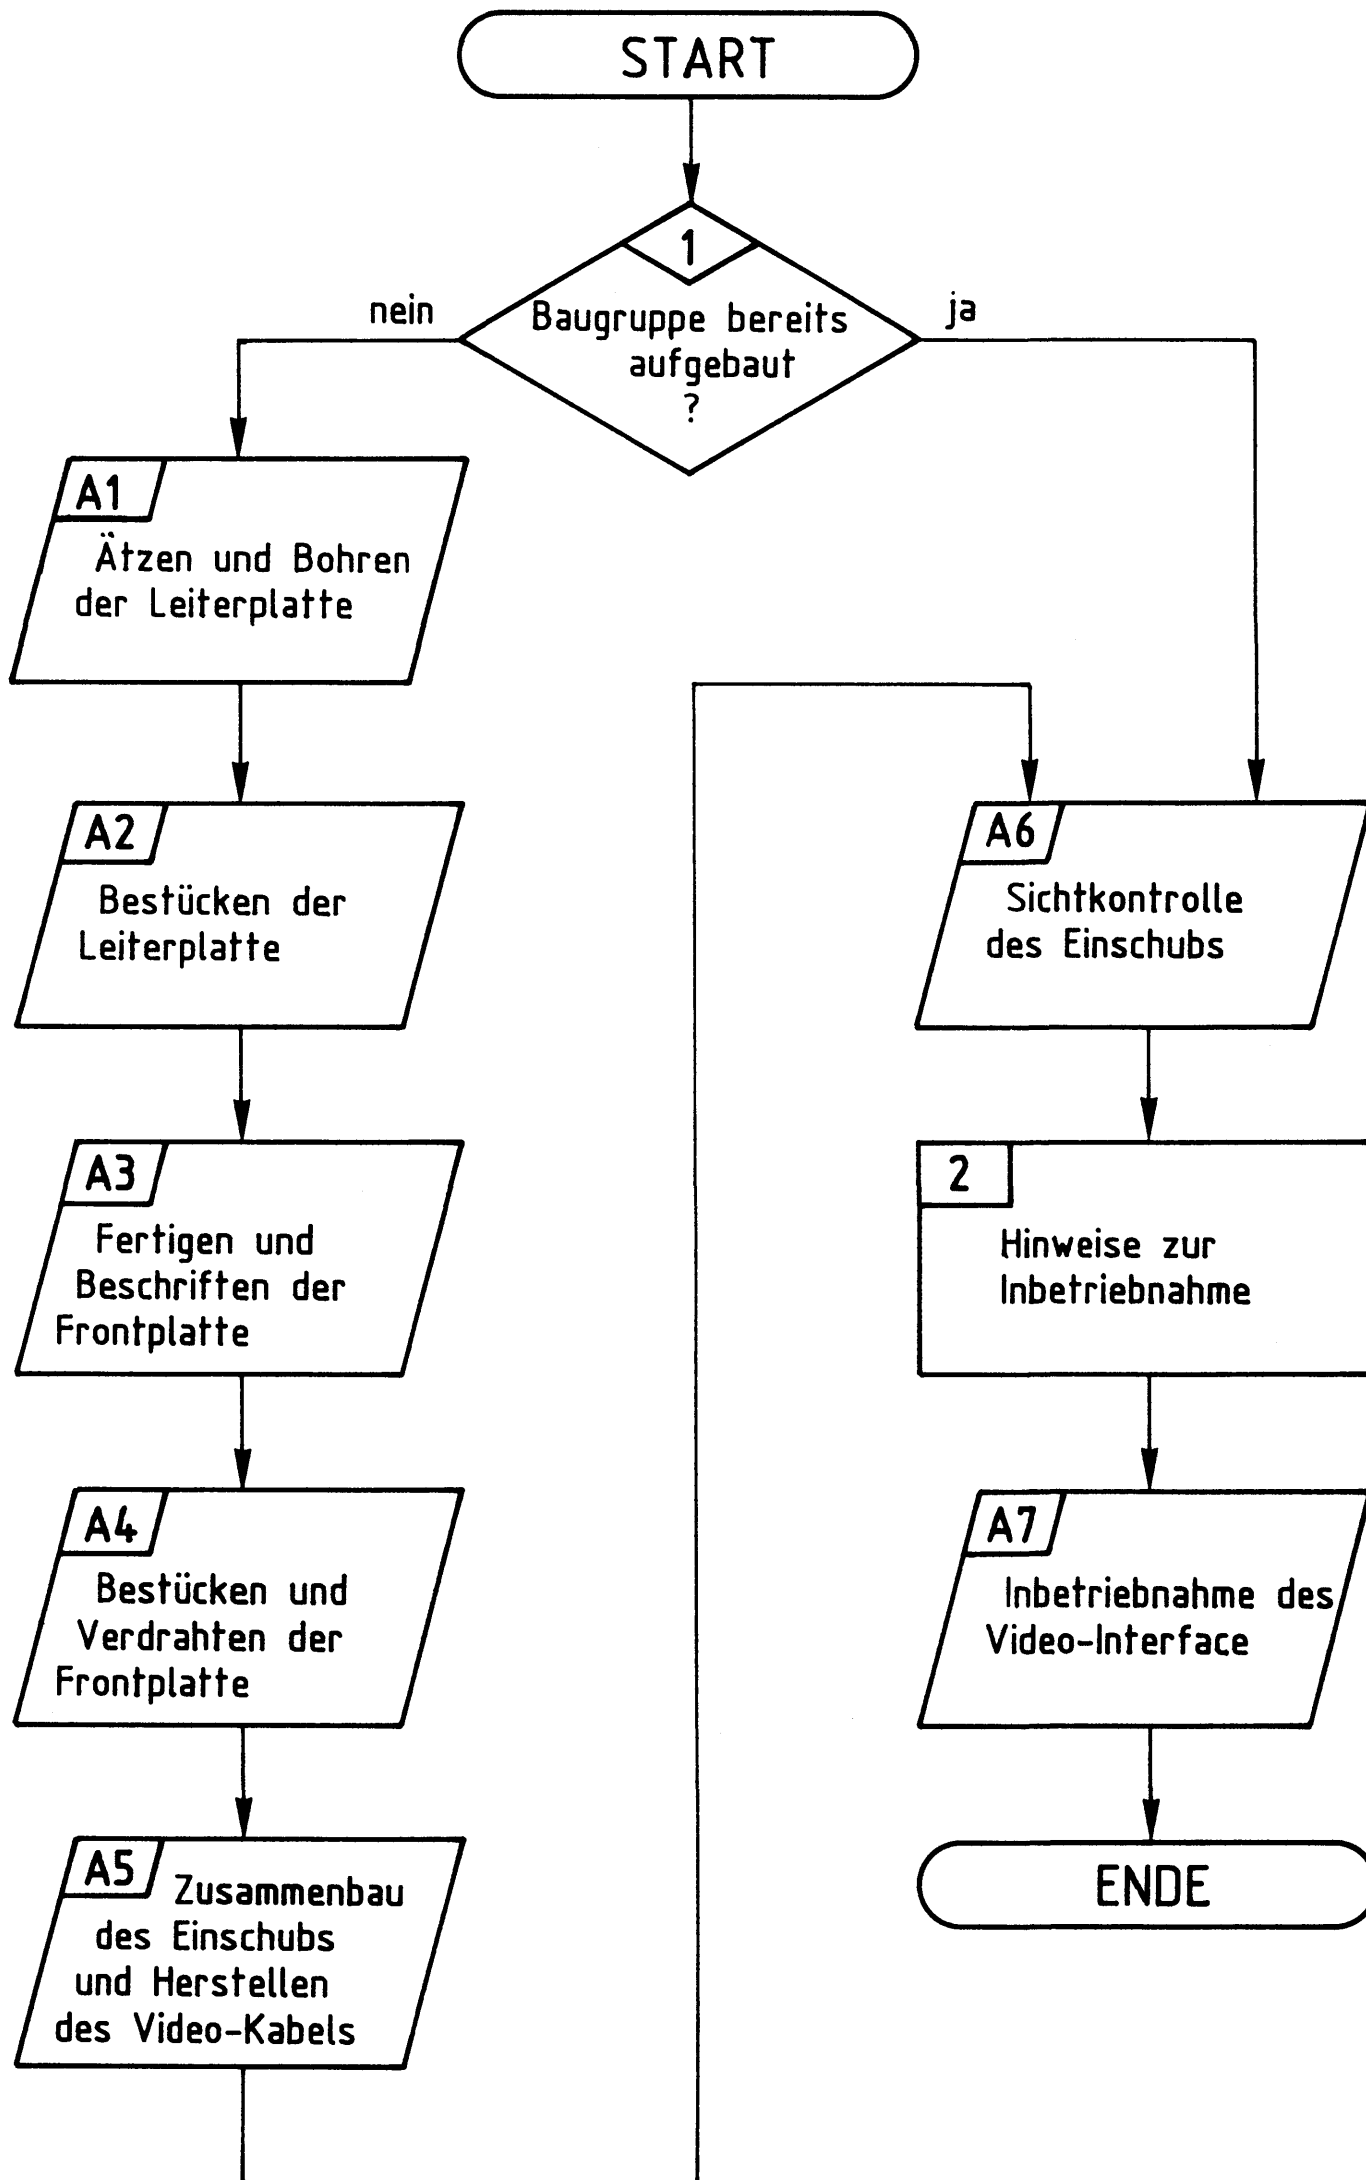 START
1
Baugruppe bereits
aufgebaut
?
nein
ja
A1
Ätzen und Bohren
der Leiterplatte
A2
Bestücken der
Leiterplatte
A3
Fertigen und
Beschriften der
Frontplatte
A4
Bestücken und
Verdrahten der
Frontplatte
A5
Zusammenbau
des Einschubs
und Herstellen
des Video-Kabels
A6
Sichtkontrolle
des Einschubs
2
Hinweise zur
Inbetriebnahme
A7
Inbetriebnahme des
Video-Interface
ENDE